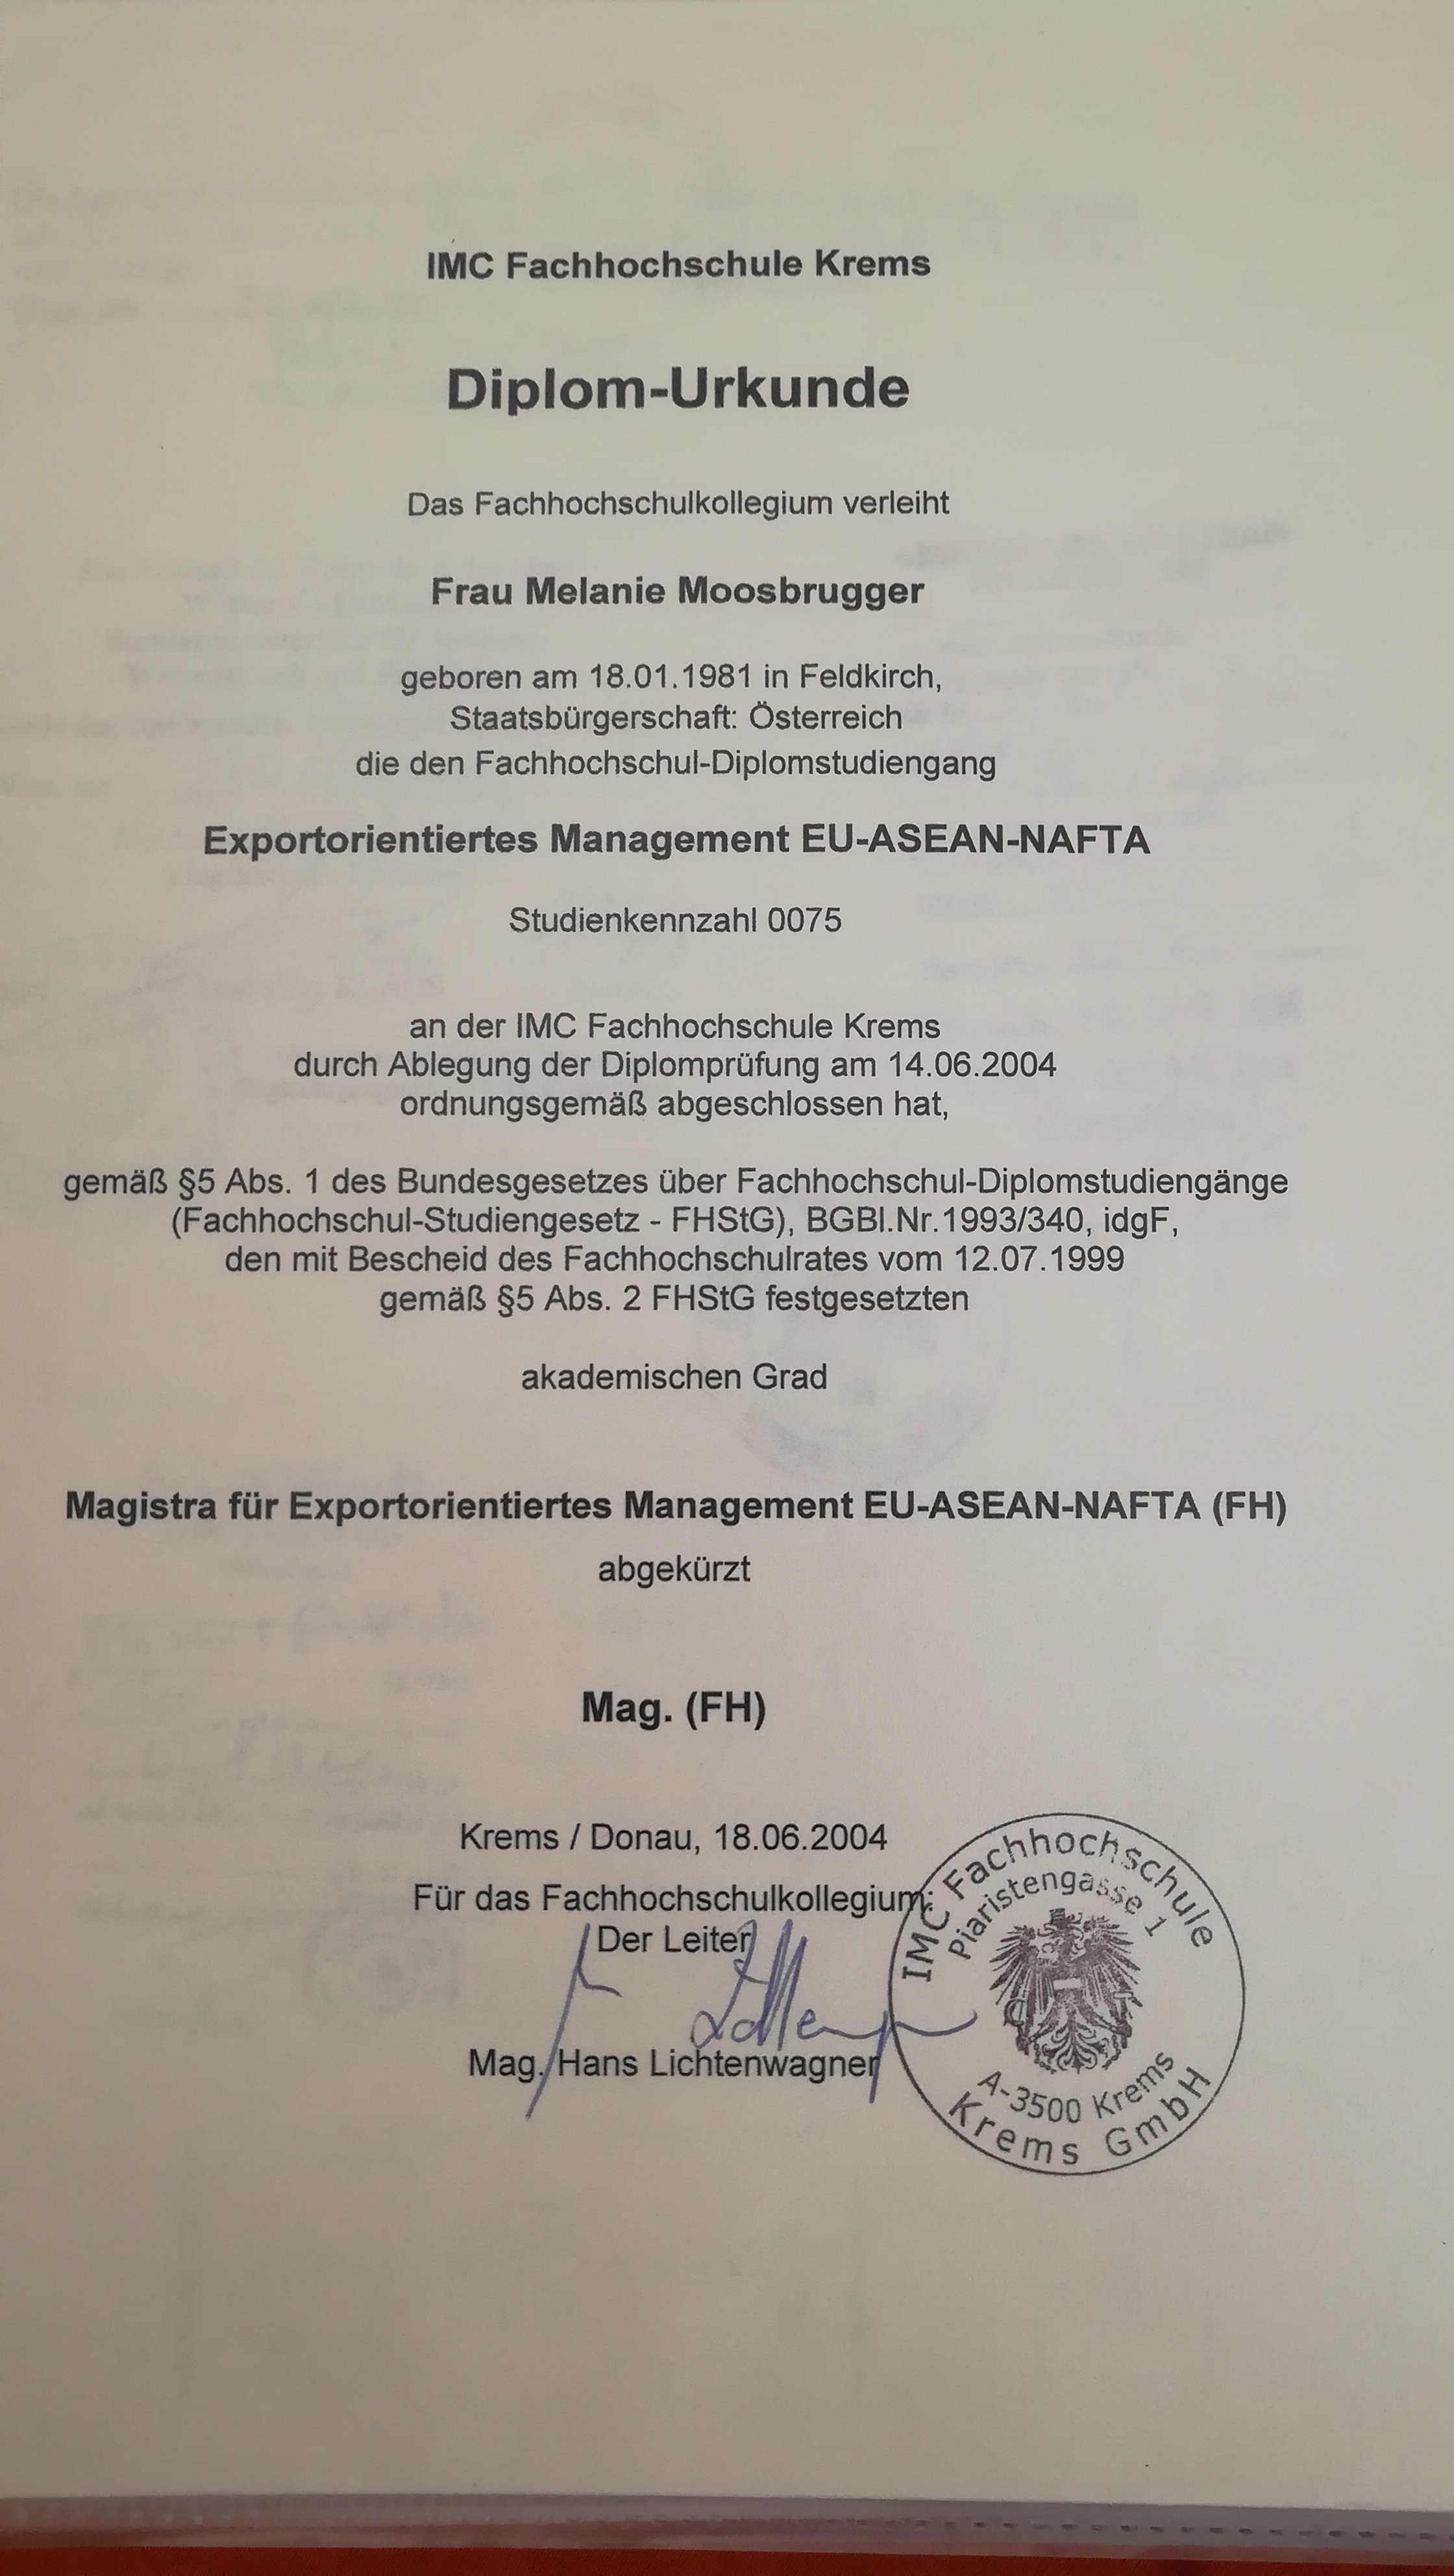 IMC Fachhochschule Krems
Diplom-Urkunde
Das Fachhochschulkollegium verleiht
Frau Melanie Moosbrugger
geboren am 18.01.1981 in Feldkirch,
Staatsbürgerschaft: Österreich
die den Fachhochschul-Diplomstudiengang
Exportorientiertes Management EU-ASEAN-NAFTA
Studienkennzahl 0075
an der IMC Fachhochschule Krems
durch Ablegung der Diplomprüfung am 14.06.2004
ordnungsgemäß abgeschlossen hat,
gemäß §5 Abs. 1 des Bundesgesetzes über Fachhochschul-Diplomstudiengänge
(Fachhochschul-Studiengesetz - FHStG), BGBl.Nr.1993/340, idgF,
den mit Bescheid des Fachhochschulrates vom 12.07.1999
gemäß §5 Abs. 2 FHStG festgesetzten
akademischen Grad
Magistra für Exportorientiertes Management EU-ASEAN-NAFTA (FH)
abgekürzt
Mag. (FH)
Krems / Donau, 18.06.2004
Für das Fachhochschulkollegium:
Der Leiter
Mag. Hans Lichtenwagner
IMC Fachhochschule
Piaristengasse 1
A-3500 Krems
Krems GmbH